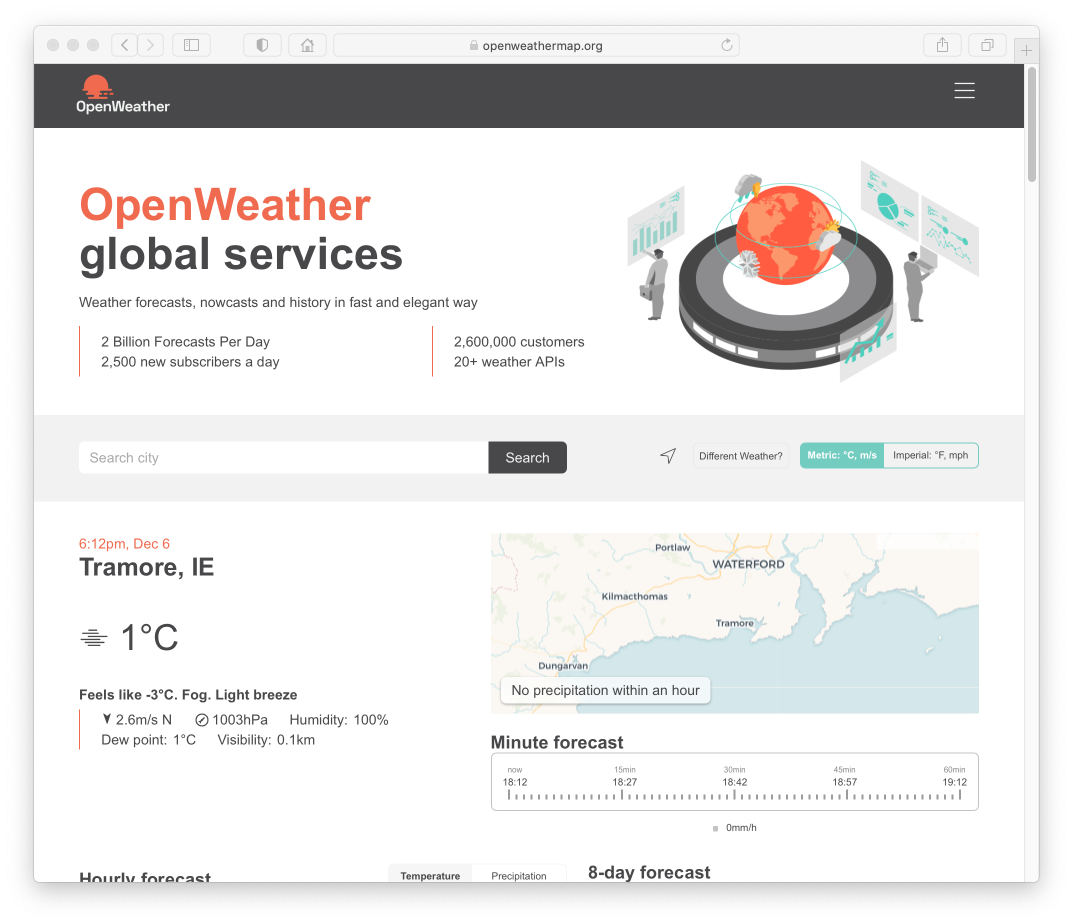 openweathermap.org
OpenWeather
OpenWeather
global services
Weather forecasts, nowcasts and history in fast and elegant way
2 Billion Forecasts Per Day
2,500 new subscribers a day
2,600,000 customers
20+ weather APIs
Search city
Search
Different Weather?
Metric: °C, m/s
Imperial: °F, mph
6:12pm, Dec 6
Tramore, IE
1°C
Feels like -3°C. Fog. Light breeze
2.6m/s N 1003hPa Humidity: 100%
Dew point: 1°C Visibility: 0.1km
Portlaw
WATERFORD
Kilmacthomas
Tramore
Dungarvan
No precipitation within an hour
Minute forecast
now 15min 30min 45min 60min
18:12 18:27 18:42 18:57 19:12
0mm/h
Hourly forecast
Temperature
Precipitation
8-day forecast